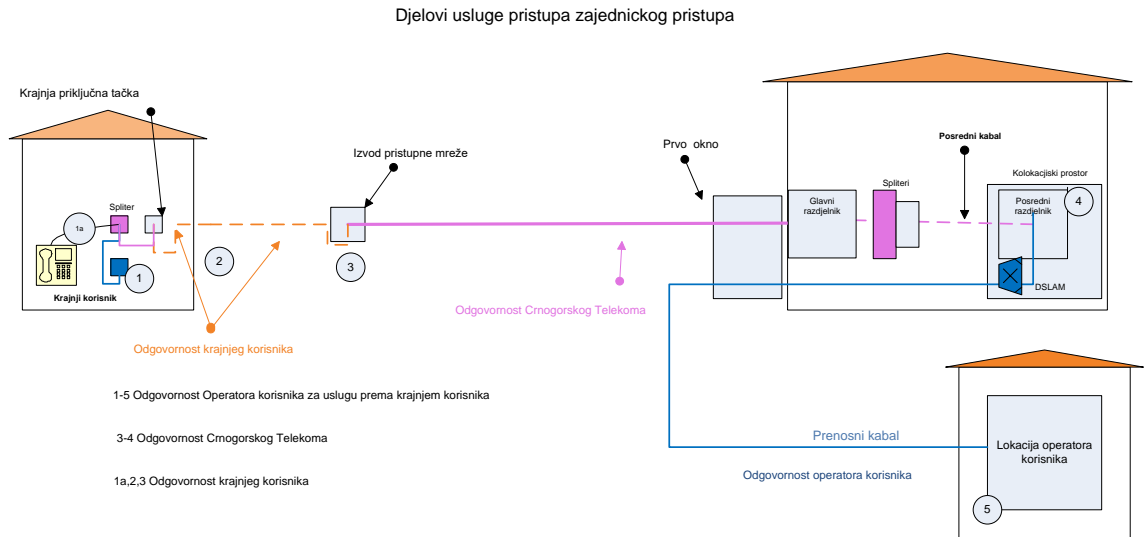 Djelovi usluge pristupa zajednickog pristupa
Krajnja priključna tačka
Izvod pristupne mreže
Prvo okno
Posredni kabal
Kolokacjiski prostor
Spliter
1a
1
Krajnji korisnik
2
3
Glavni
razdjelnik
Spliteri
Posredni
razdjelnik
4
DSLAM
Odgovornost Crnogorskog Telekoma
Odgovornost krajnjeg korisnika
1-5 Odgovornost Operatora korisnika za uslugu prema krajnjem korisnika
3-4 Odgovornost Crnogorskog Telekoma
1a,2,3 Odgovornost krajnjeg korisnika
Prenosni kabal
Odgovornost operatora korisnika
Lokacija operatora
korisnika
5